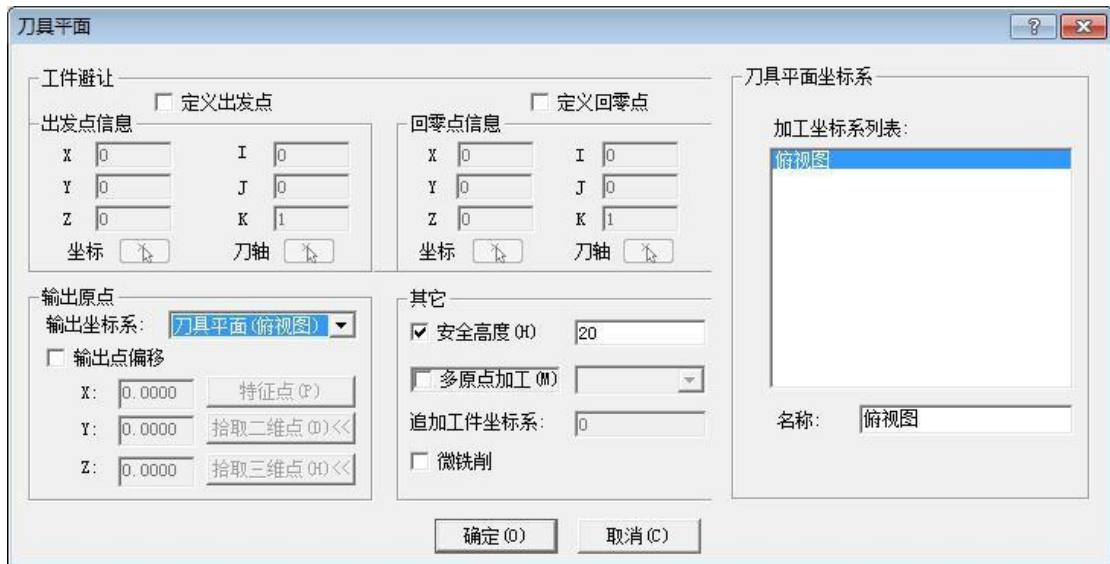 刀具平面
工件避让
定义出发点
定义回零点
出发点信息
X 0 I 0
Y 0 J 0
Z 0 K 1
坐标 刀轴
回零点信息
X 0 I 0
Y 0 J 0
Z 0 K 1
坐标 刀轴
输出原点
输出坐标系: 刀具平面(俯视图)
输出点偏移
X: 0.0000 特征点(P)
Y: 0.0000 拾取二维点(D)<<
Z: 0.0000 拾取三维点(H)<<
其它
安全高度(H) 20
多原点加工(M)
追加工件坐标系: 0
微铣削
刀具平面坐标系
加工坐标系列表:
俯视图
名称: 俯视图
确定(O) 取消(C)